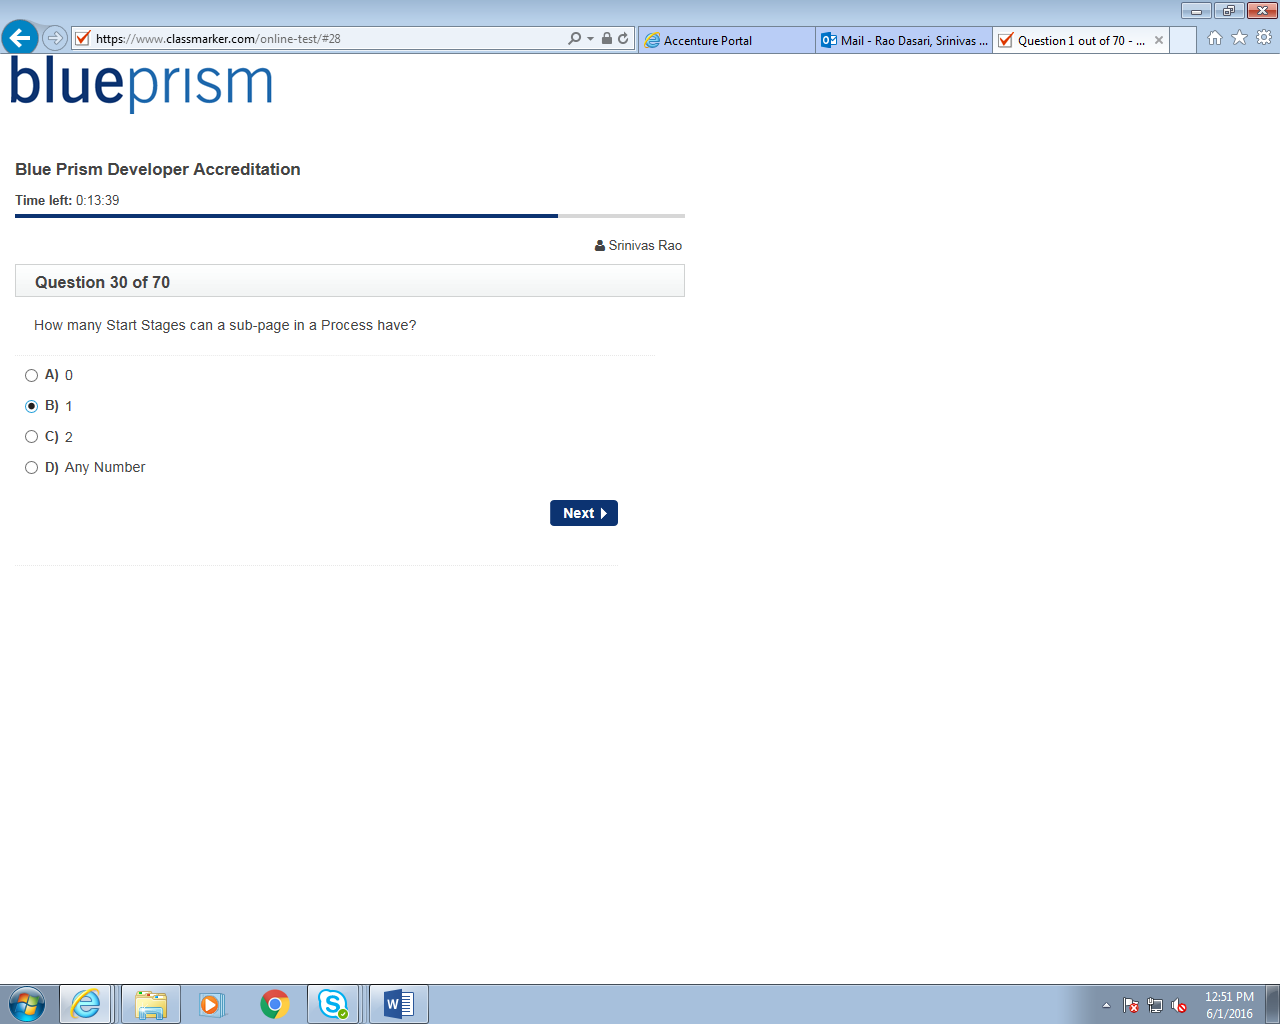 https://www.classmarker.com/online-test/#28
Accenture Portal
Mail - Rao Dasari, Srinivas ...
Question 1 out of 70 - ...
blueprism
Blue Prism Developer Accreditation
Time left: 0:13:39
Srinivas Rao
Question 30 of 70
How many Start Stages can a sub-page in a Process have?
A) 0
B) 1
C) 2
D) Any Number
Next
12:51 PM
6/1/2016